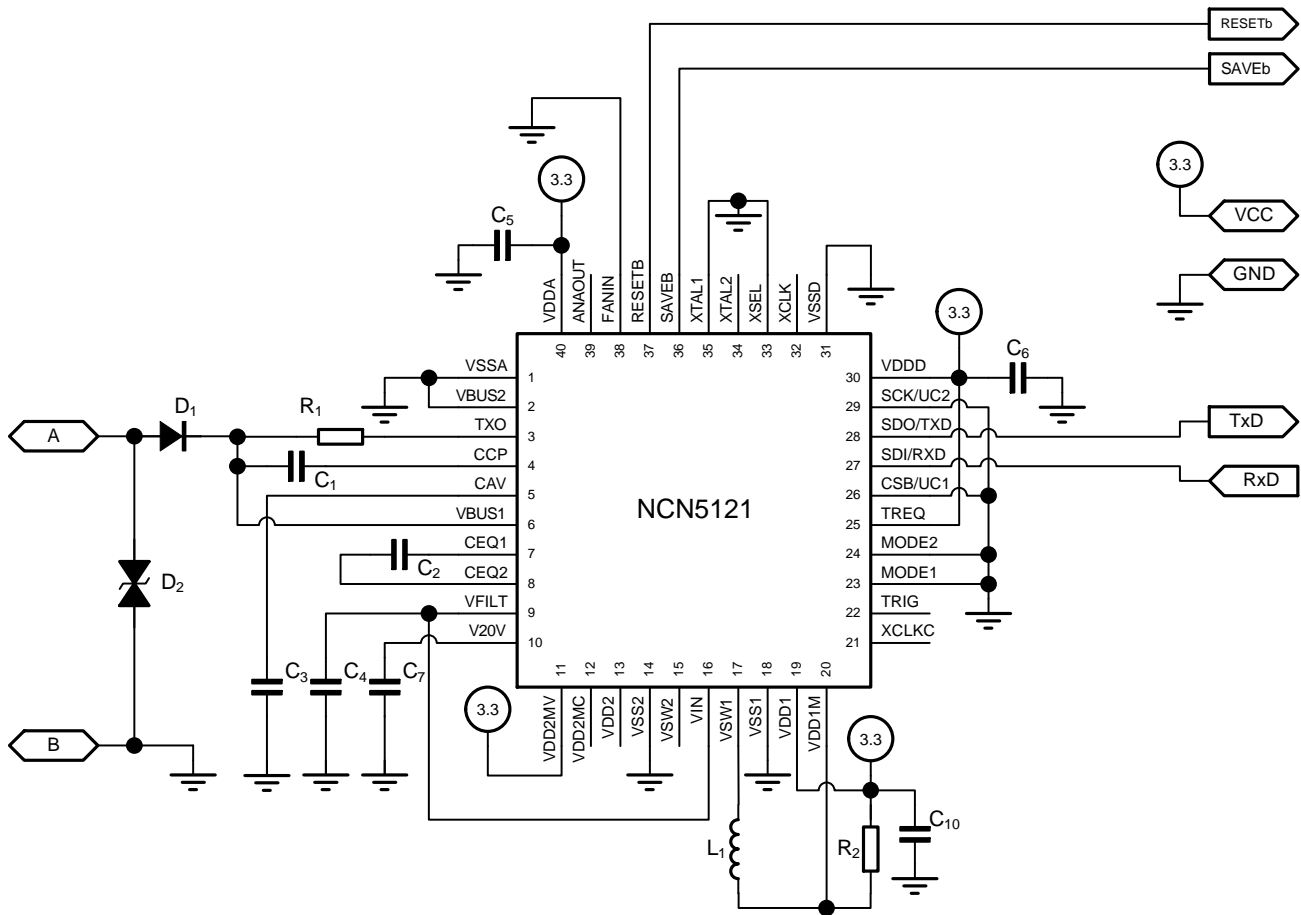 RESETb
SAVEb
3.3
3.3
VCC
C5
GND
VDDA
ANAOUT
FANIN
RESETB
SAVEB
XTAL1
XTAL2
XSEL
XCLK
VSSD
3.3
40
39
38
37
36
35
34
33
32
31
VSSA
1
VBUS2
2
TXO
3
CCP
4
CAV
5
VBUS1
6
CEQ1
7
CEQ2
8
VFILT
9
V20V
10
30
VDDD
29
SCK/UC2
28
SDO/TXD
27
SDI/RXD
26
CSB/UC1
25
TREQ
24
MODE2
23
MODE1
22
TRIG
21
XCLKC
C6
TxD
RxD
A
D1
R1
C1
NCN5121
C2
D2
C3
C4
C7
B
11
12
13
14
15
16
17
18
19
20
3.3
VDD2MV
VDD2MC
VDD2
VSS2
VSW2
VIN
VSW1
VSS1
VDD1
VDD1M
3.3
L1
R2
C10